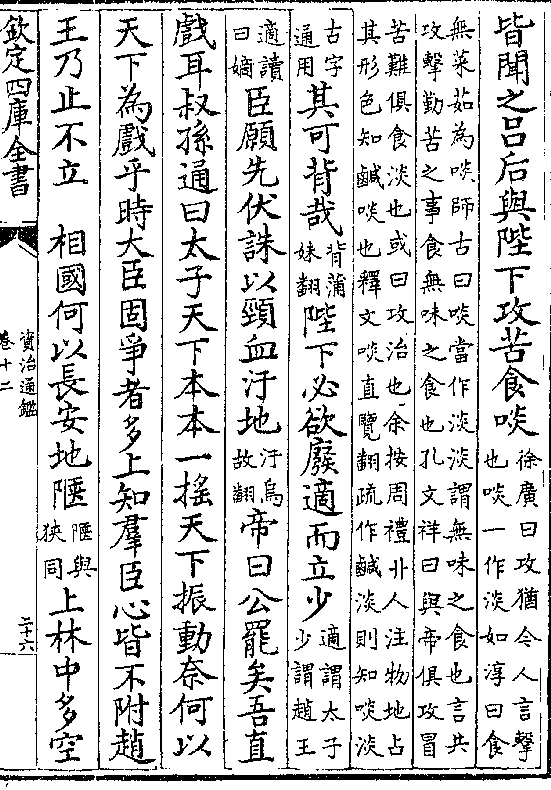 皆聞之吕后與陛下攻苦食啖徐廣曰攻猶今人言擊也啖一作淡如淳曰食
無菜茹為啖師古曰啖當作淡淡謂無味之食也言共攻擊勤苦之事食無味之食也孔文祥曰與帝俱攻冒
苦難俱食淡也或曰攻治也余按周禮丱人注物地占其形色知鹹啖也釋文啖直覽翻疏作鹹淡則知啖淡
古字通用其可背哉背蒲妹翻陛下必欲廢適而立少適謂太子少謂趙王
適讀曰嫡臣願先伏誅以頸血汙地汙烏故翻帝曰公罷矣吾直
戲耳叔孫通曰太子天下本本一搖天下振動奈何以
天下為戲乎時大臣固爭者多上知羣臣心皆不附趙
王乃止不立 相國何以長安地陿陿與狹同上林中多空
欽定四庫全書
資治通鑑
卷十二
二十六